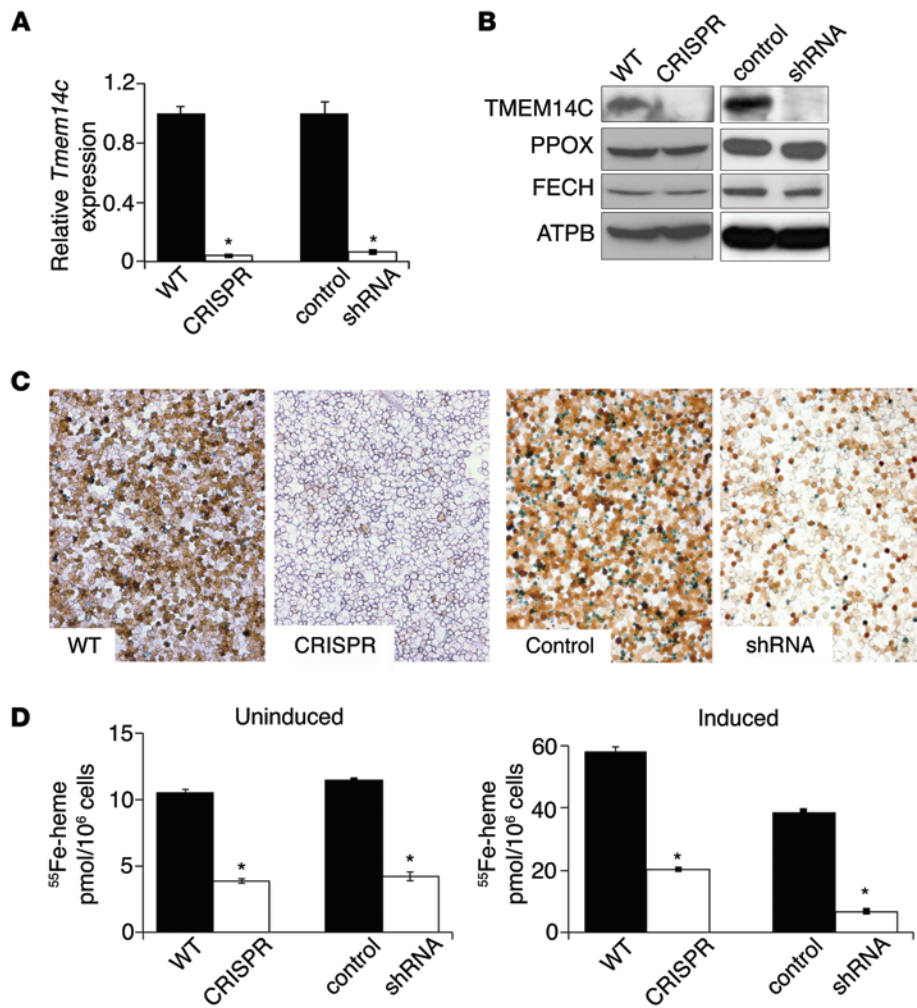 A
Relative Tmem14c
expression
1.2
0.8
0.4
0
*
*
WT
CRISPR
control
shRNA
B
WT
CRISPR
control
shRNA
TMEM14C
PPOX
FECH
ATPB
C
WT
CRISPR
Control
shRNA
D
Uninduced
55Fe-heme
pmol/10⁶ cells
15
10
5
0
*
*
WT
CRISPR
control
shRNA
Induced
55Fe-heme
pmol/10⁶ cells
60
40
20
0
*
*
WT
CRISPR
control
shRNA